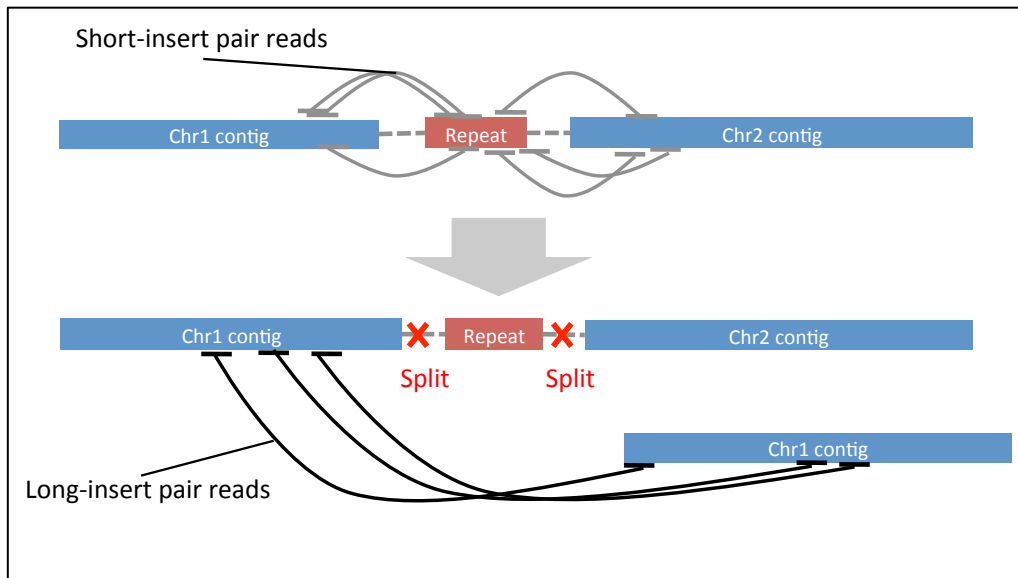 Short-insert pair reads
Chr1 contig
Repeat
Chr2 contig
Chr1 contig
Repeat
Chr2 contig
Split
Split
Chr1 contig
Long-insert pair reads